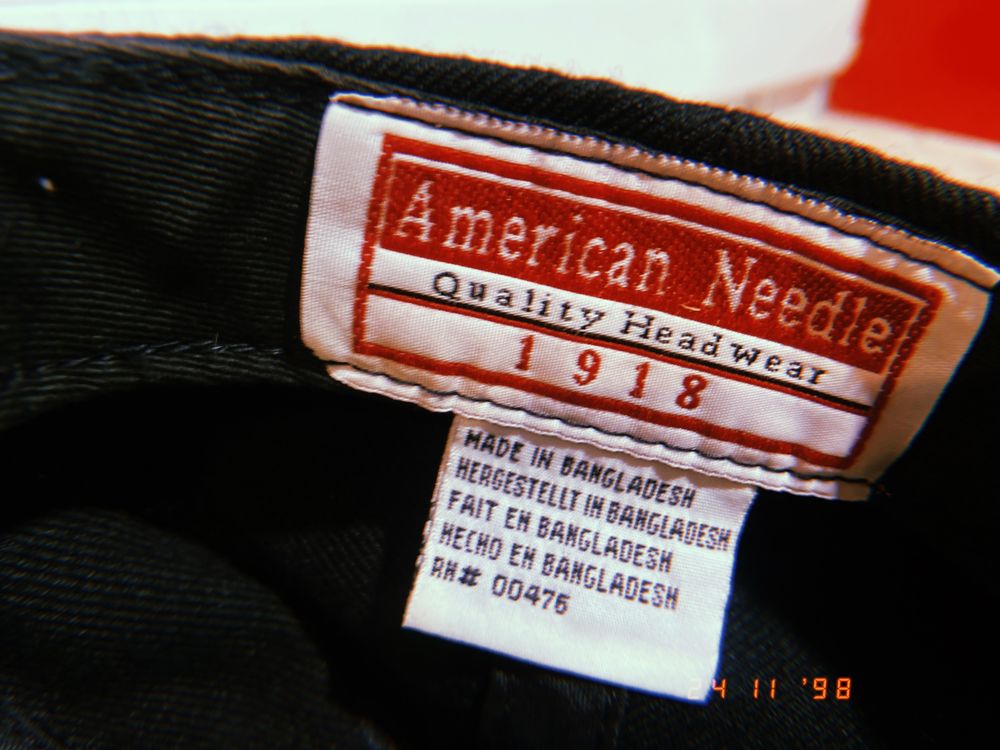 American Needle
Quality Headwear
1918
MADE IN BANGLADESH
HERGESTELLT IN BANGLADESH
FAIT EN BANGLADESH
HECHO EN BANGLADESH
RN# 00476
24 11 '98